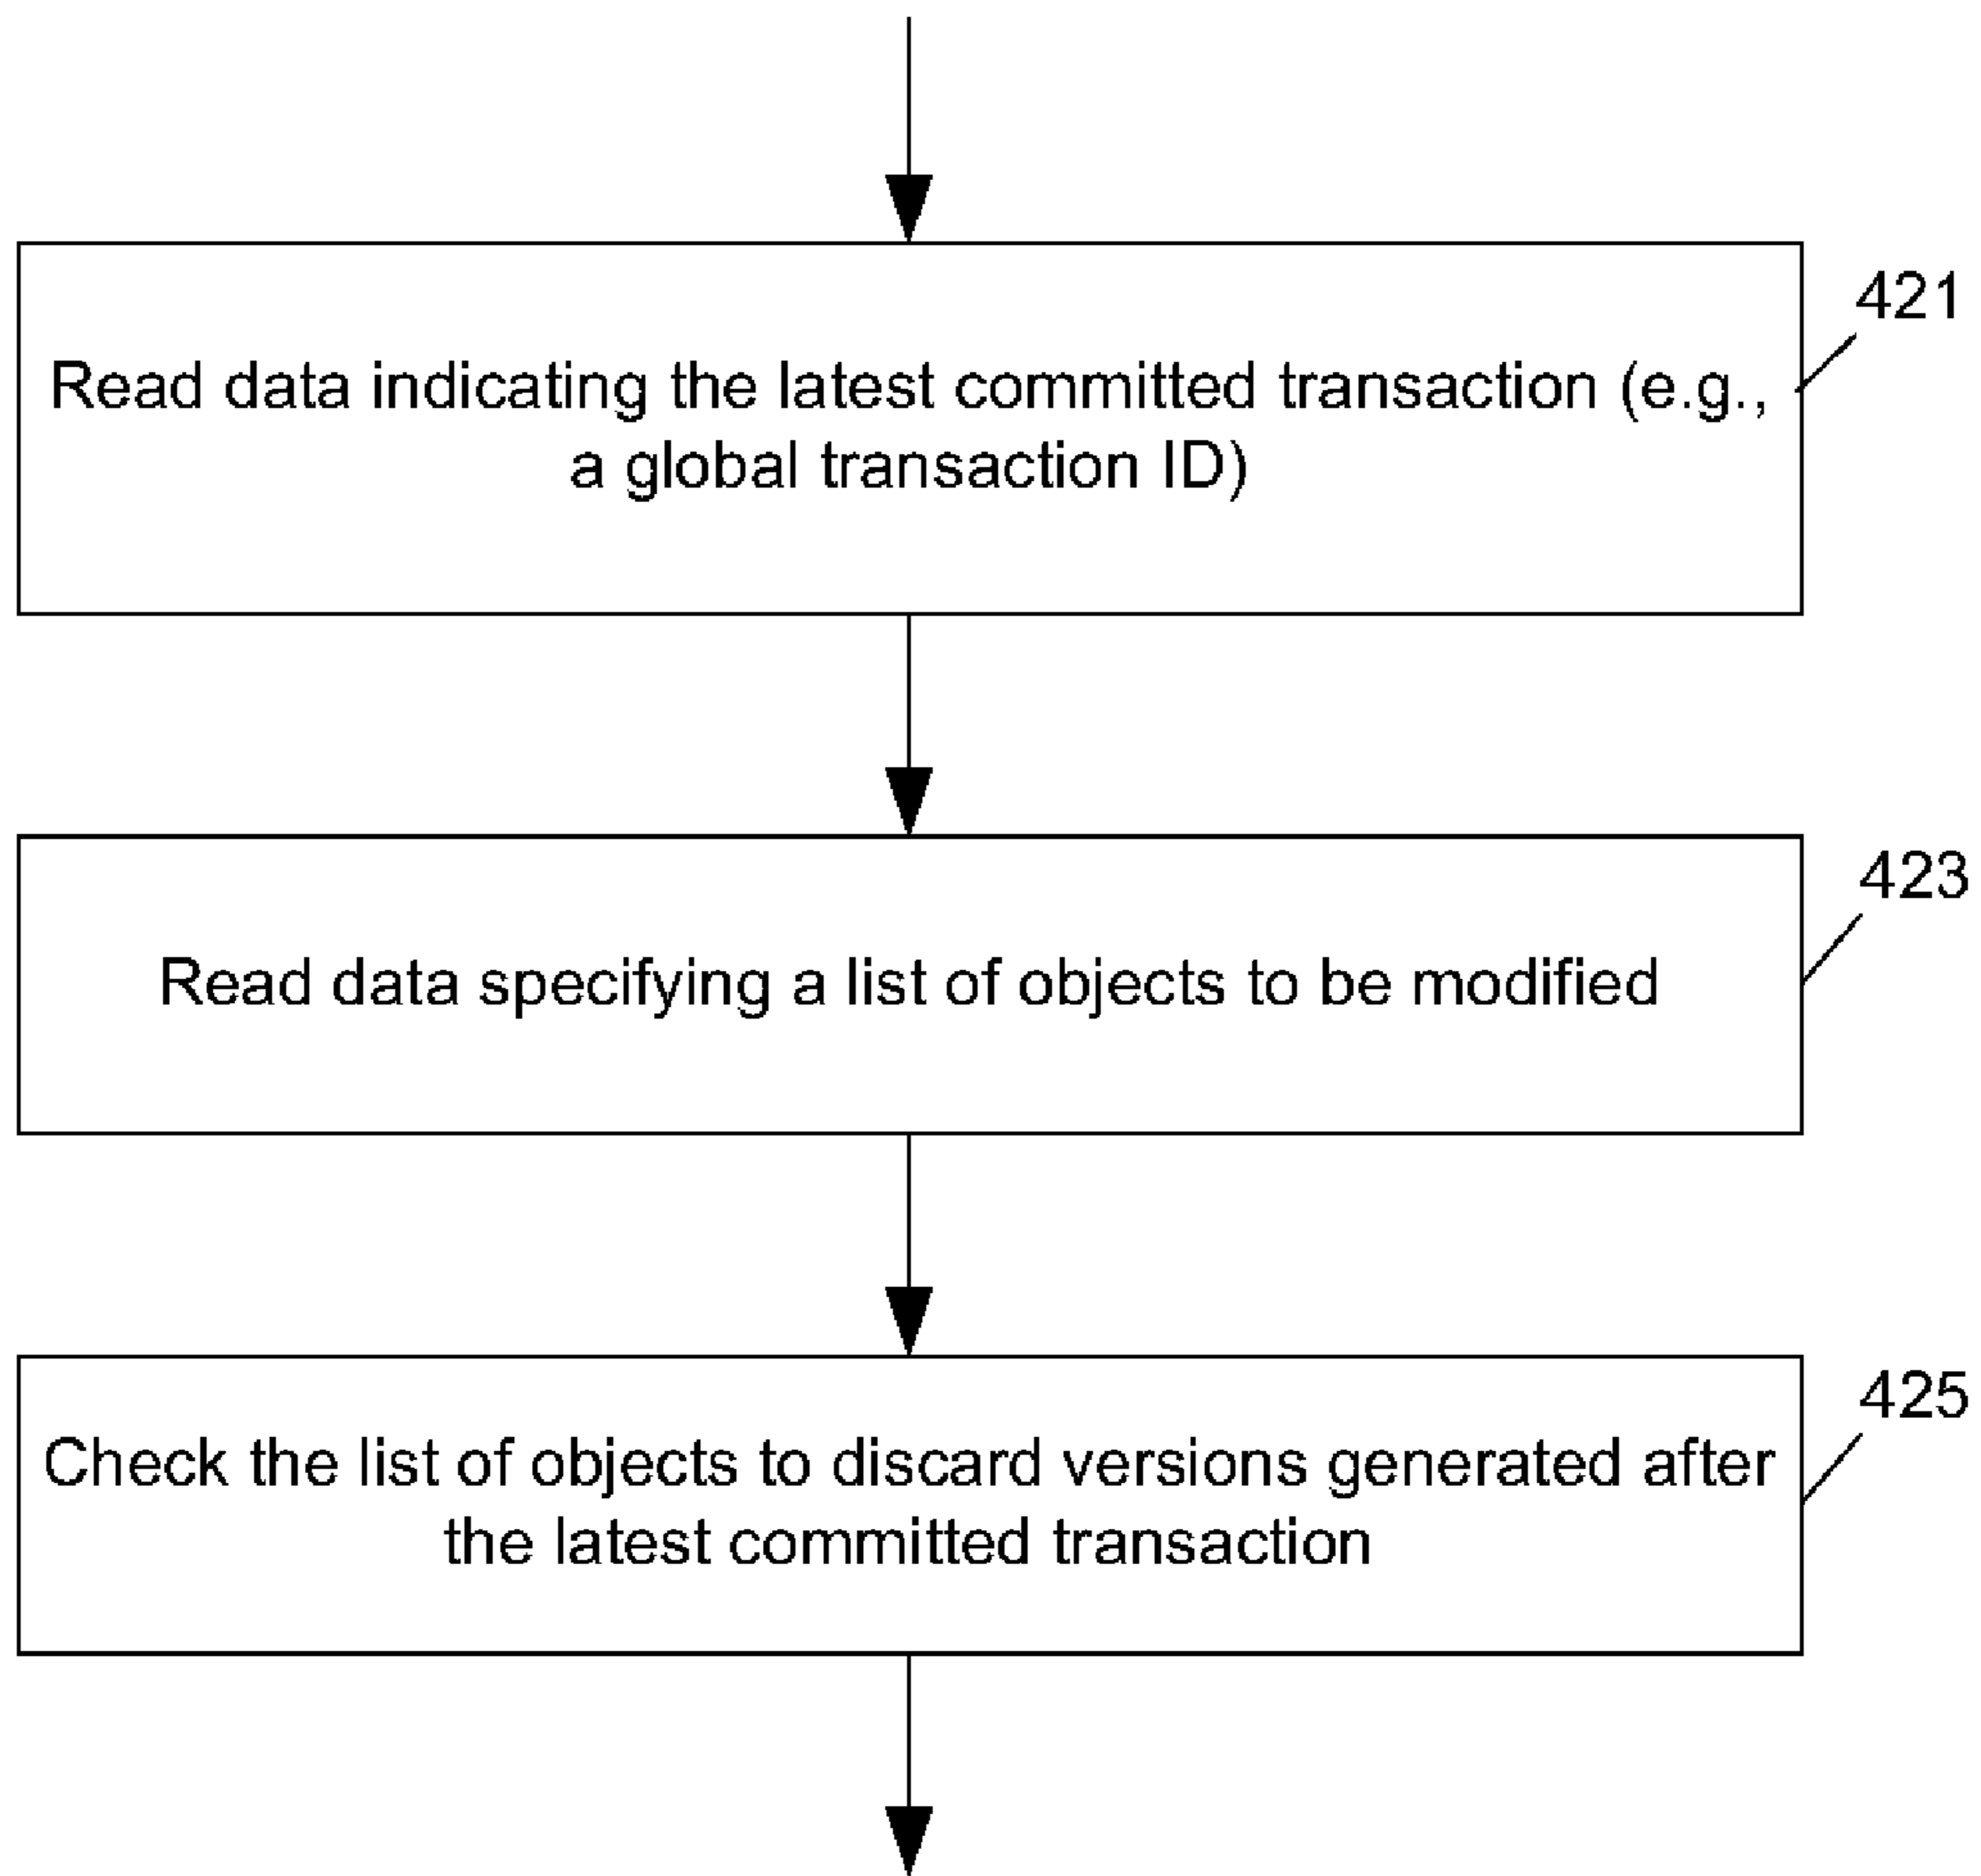 421
Read data indicating the latest committed transaction (e.g.,
a global transaction ID)
423
Read data specifying a list of objects to be modified
425
Check the list of objects to discard versions generated after
the latest committed transaction